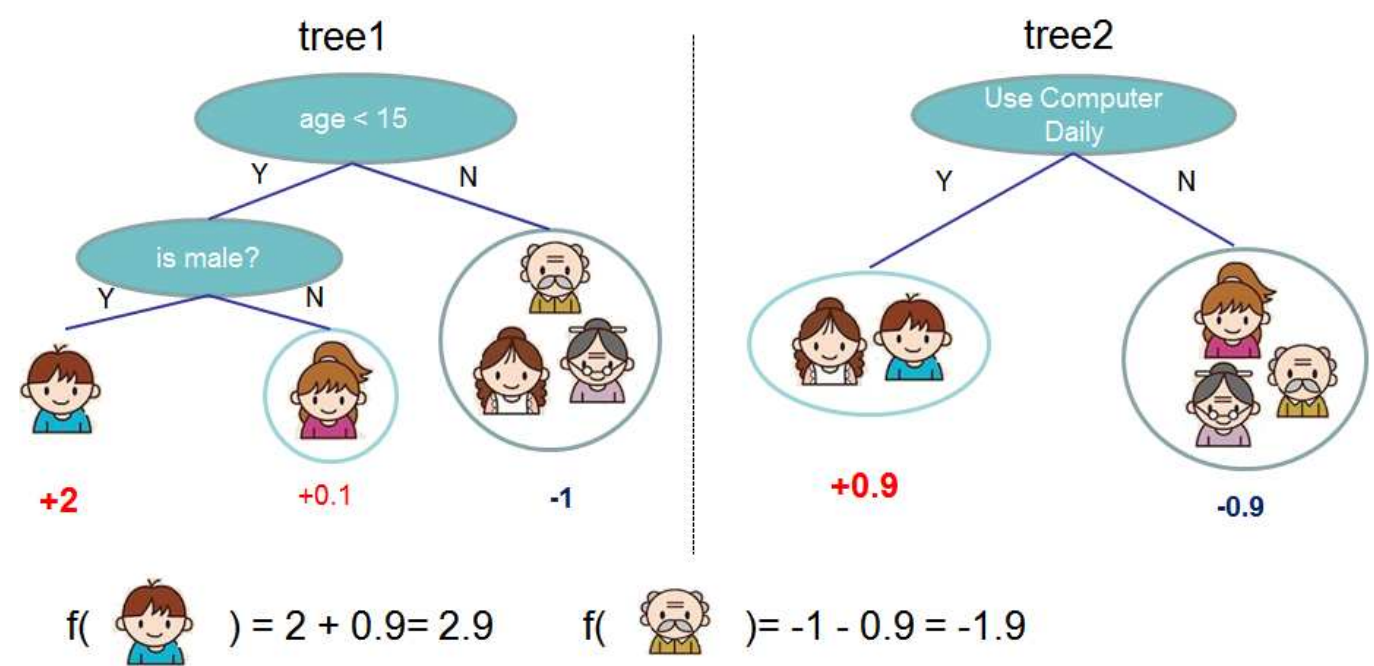 tree1
age < 15
Y
N
is male?
Y
N
+2
+0.1
-1
tree2
Use Computer
Daily
Y
N
+0.9
-0.9
f( ) = 2 + 0.9= 2.9
f( )= -1 - 0.9 = -1.9